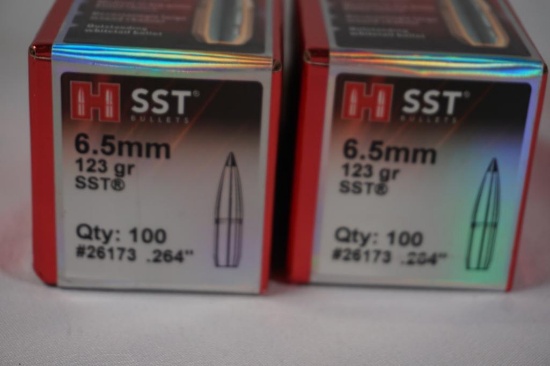 H SST®
BULLETS
6.5mm
123 gr
SST®
Qty: 100
#26173 .264"
H SST®
BULLETS
6.5mm
123 gr
SST®
Qty: 100
#26173 .264"